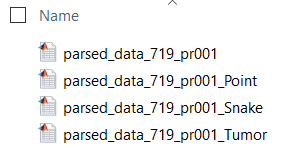 Name
parsed_data_719_pr001
parsed_data_719_pr001_Point
parsed_data_719_pr001_Snake
parsed_data_719_pr001_Tumor